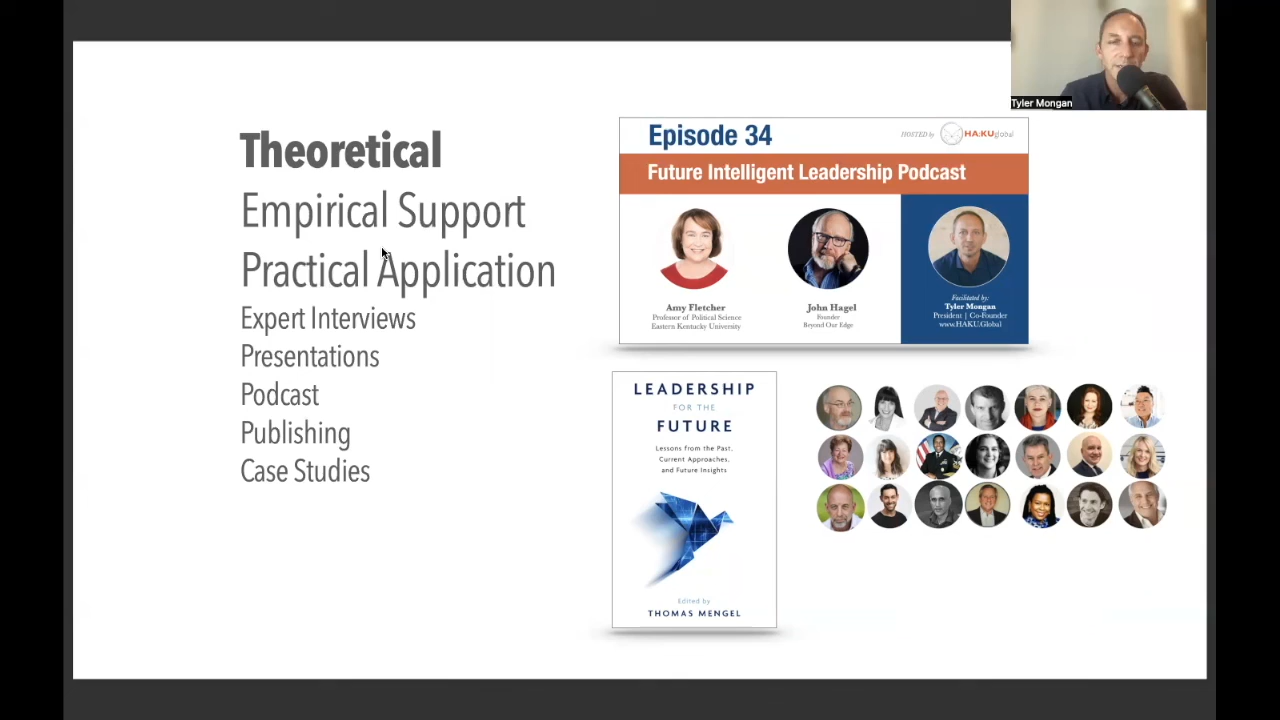 Tyler Mongan
Theoretical
Empirical Support
Practical Application
Expert Interviews
Presentations
Podcast
Publishing
Case Studies
Episode 34
HOSTED by HA:KUglobal
Future Intelligent Leadership Podcast
Amy Fletcher
Professor of Political Science
Eastern Kentucky University
John Hagel
Founder
Beyond Our Edge
Facilitated by:
Tyler Mongan
President | Co-Founder
www.HAKU.Global
LEADERSHIP
FOR THE
FUTURE
Lessons from the Past,
Current Approaches,
and Future Insights
Edited by
THOMAS MENGEL